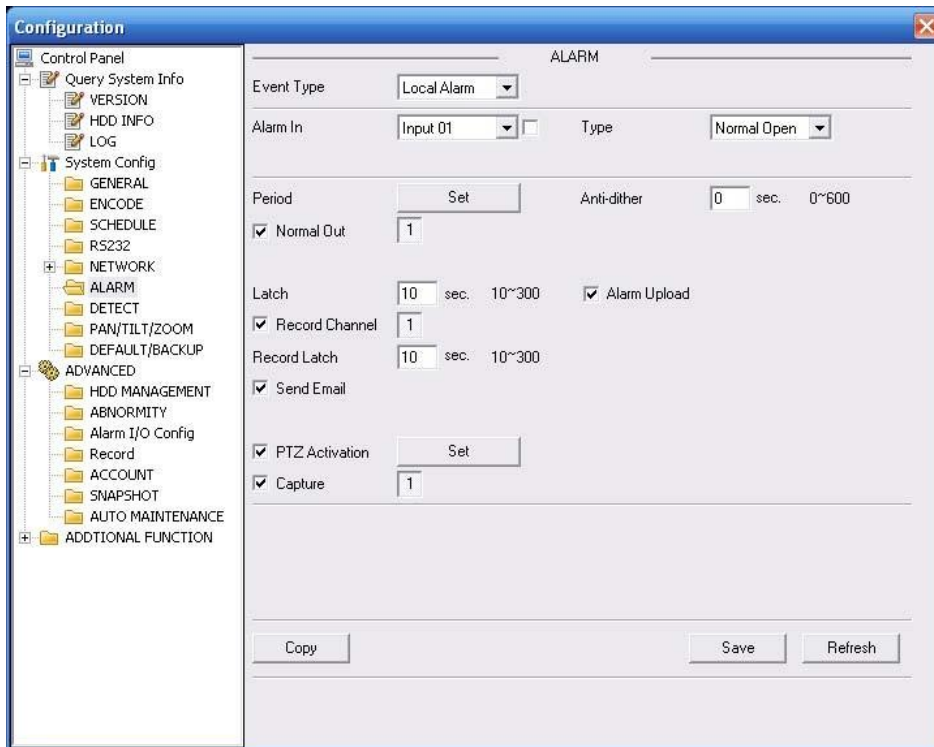 Configuration
Control Panel
Query System Info
VERSION
HDD INFO
LOG
System Config
GENERAL
ENCODE
SCHEDULE
RS232
NETWORK
ALARM
DETECT
PAN/TILT/ZOOM
DEFAULT/BACKUP
ADVANCED
HDD MANAGEMENT
ABNORMITY
Alarm I/O Config
Record
ACCOUNT
SNAPSHOT
AUTO MAINTENANCE
ADDTIONAL FUNCTION
ALARM
Event Type Local Alarm
Alarm In Input 01 Type Normal Open
Period Set Anti-dither 0 sec. 0~600
Normal Out 1
Latch 10 sec. 10~300 Alarm Upload
Record Channel 1
Record Latch 10 sec. 10~300
Send Email
PTZ Activation Set
Capture 1
Copy Save Refresh